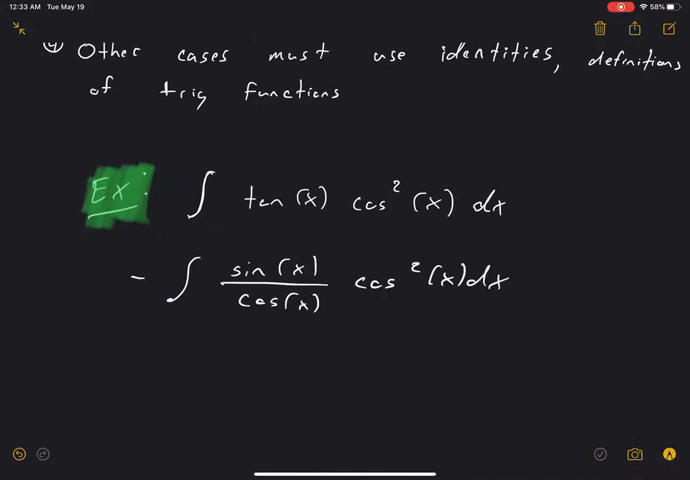 12:33 AM Tue May 19
58%
④ Other cases must use identities, definitions
of trig functions
Ex: ∫ tan(x) cos² (x) dx
- ∫ sin(x)/cos(x) cos²(x)dx